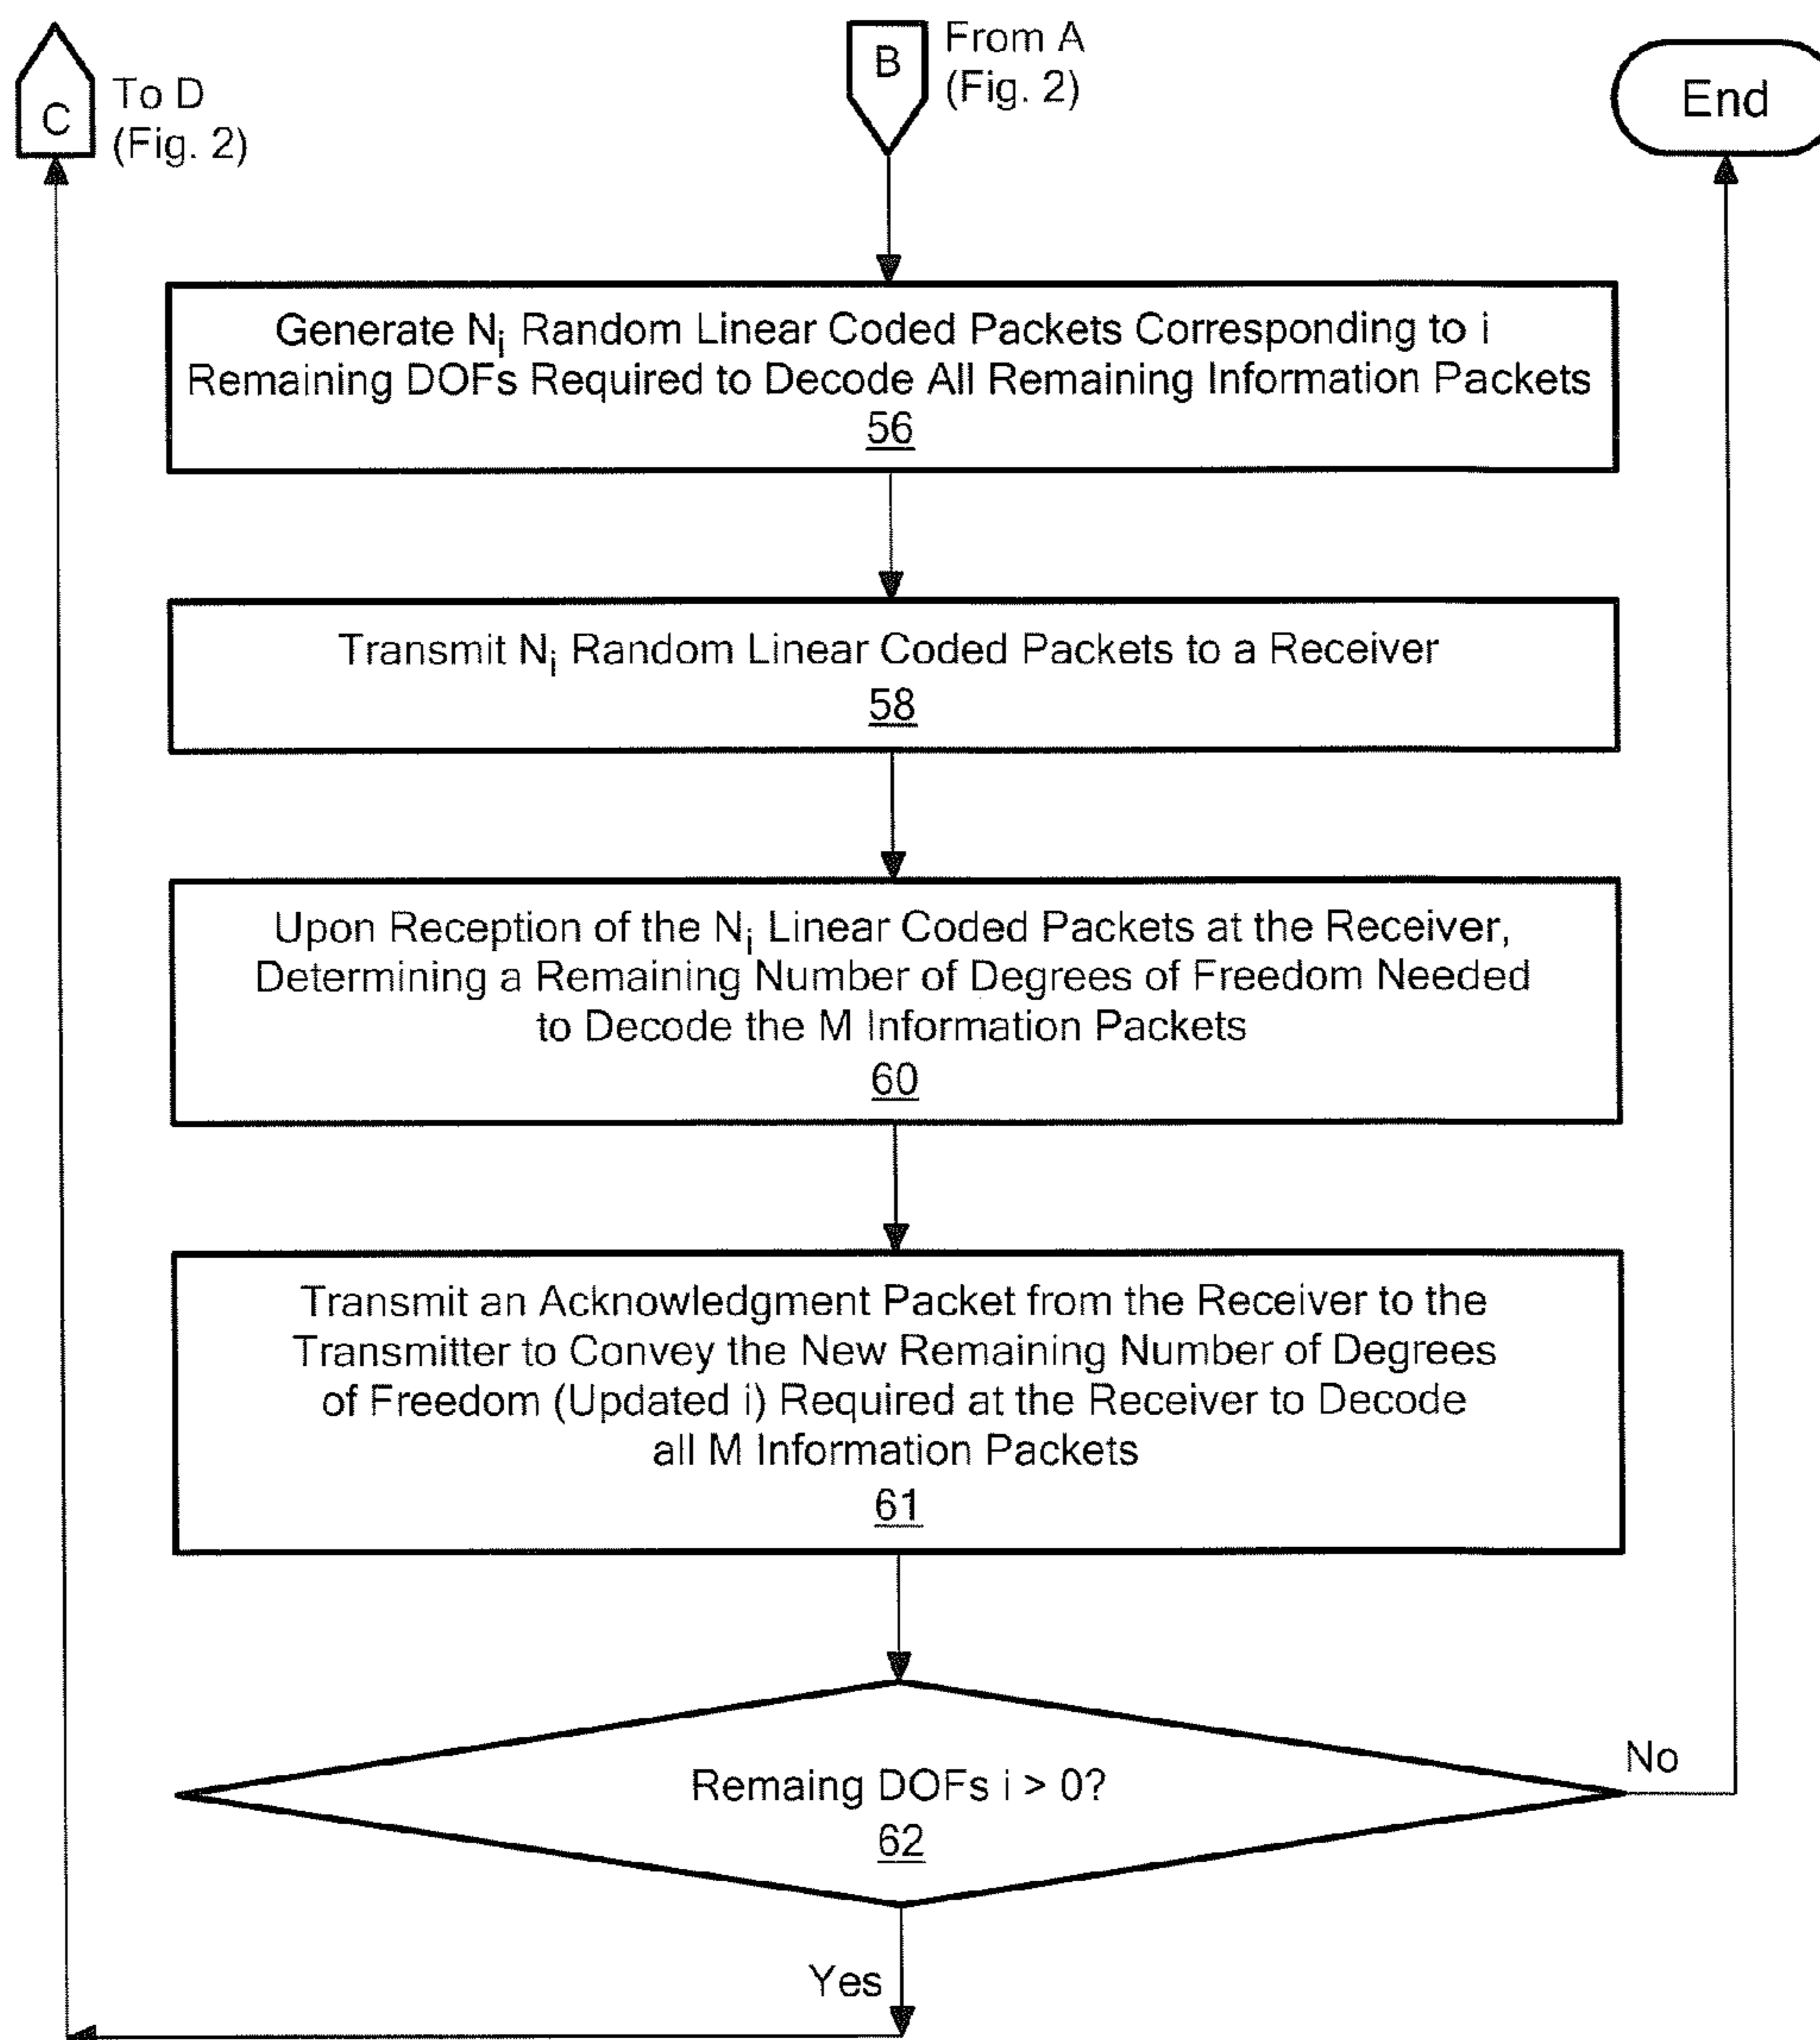 C
To D
(Fig. 2)
B
From A
(Fig. 2)
End
Generate Ni Random Linear Coded Packets Corresponding to i
Remaining DOFs Required to Decode All Remaining Information Packets
56
Transmit Ni Random Linear Coded Packets to a Receiver
58
Upon Reception of the Ni Linear Coded Packets at the Receiver,
Determining a Remaining Number of Degrees of Freedom Needed
to Decode the M Information Packets
60
Transmit an Acknowledgment Packet from the Receiver to the
Transmitter to Convey the New Remaining Number of Degrees
of Freedom (Updated i) Required at the Receiver to Decode
all M Information Packets
61
Remaing DOFs i > 0?
62
No
Yes